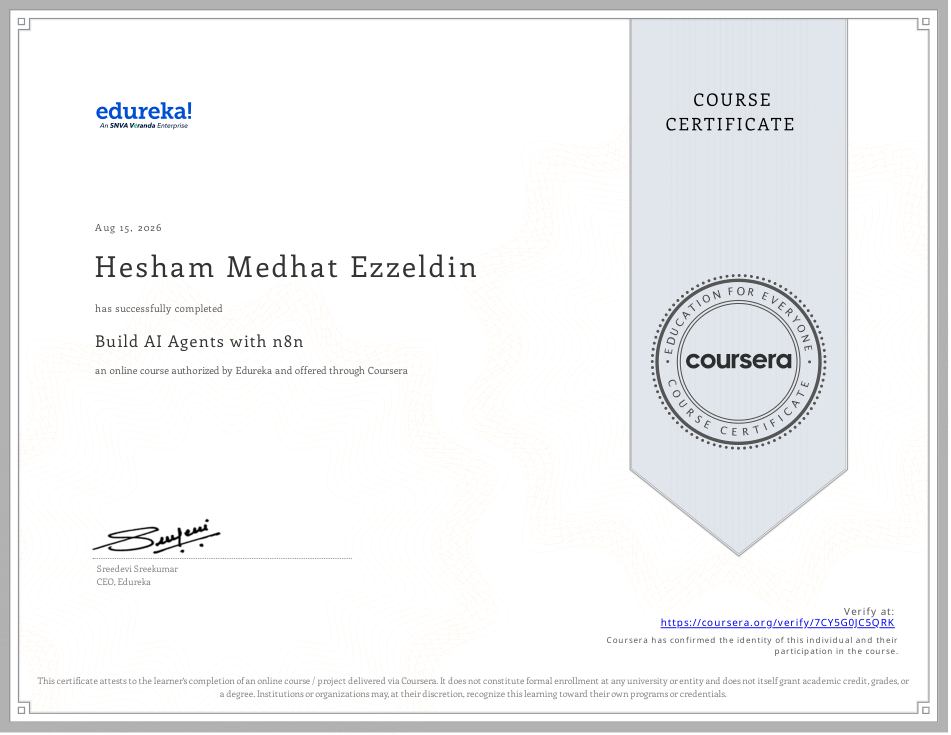 edureka!
An SNVA Veranda Enterprise
COURSE
CERTIFICATE
Aug 15, 2026
Hesham Medhat Ezzeldin
has successfully completed
Build AI Agents with n8n
an online course authorized by Edureka and offered through Coursera
EDUCATION FOR EVERYONE
coursera
COURSE CERTIFICATE
Sreedevi Sreekumar
CEO, Edureka
Verify at:
https://coursera.org/verify/7CY5G0JC5QRK
Coursera has confirmed the identity of this individual and their
participation in the course.
This certificate attests to the learner's completion of an online course / project delivered via Coursera. It does not constitute formal enrollment at any university or entity and does not itself grant academic credit, grades, or
a degree. Institutions or organizations may, at their discretion, recognize this learning toward their own programs or credentials.